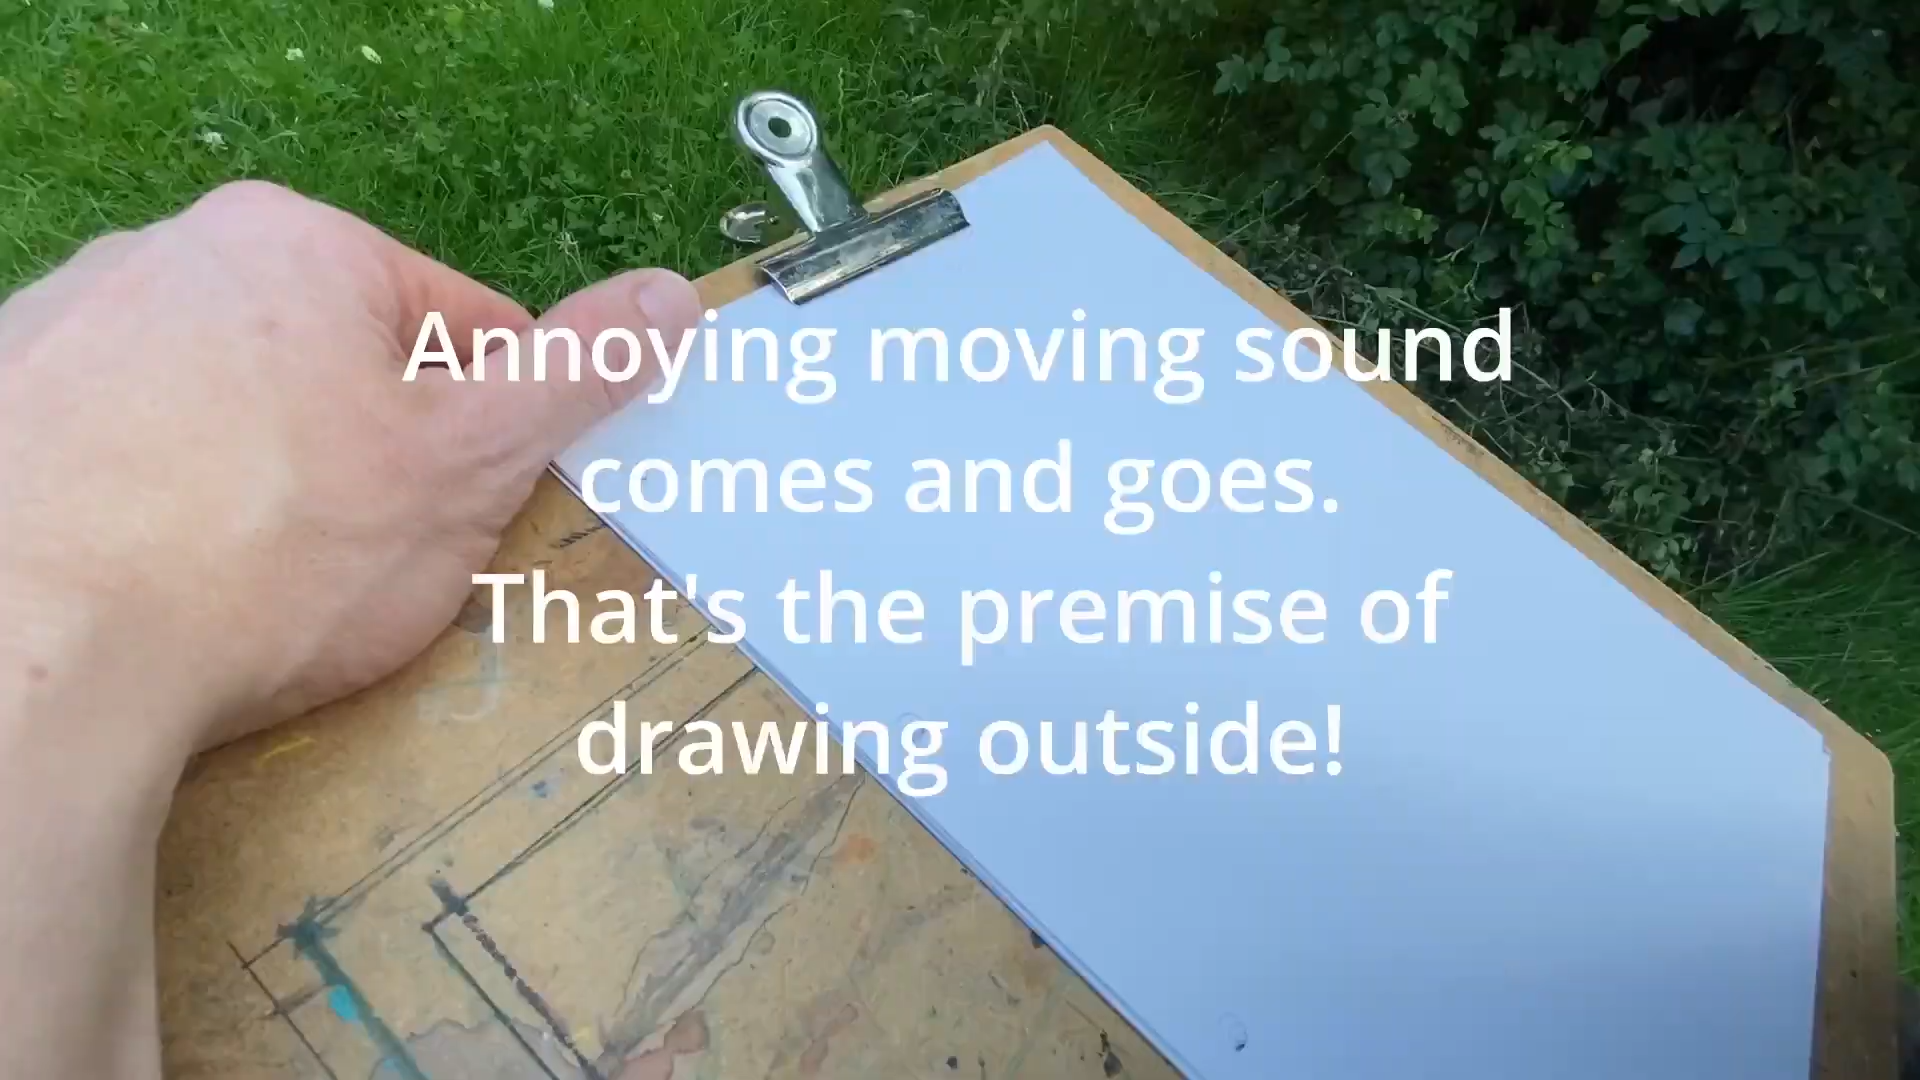 Annoying moving sound
comes and goes.
That's the premise of
drawing outside!